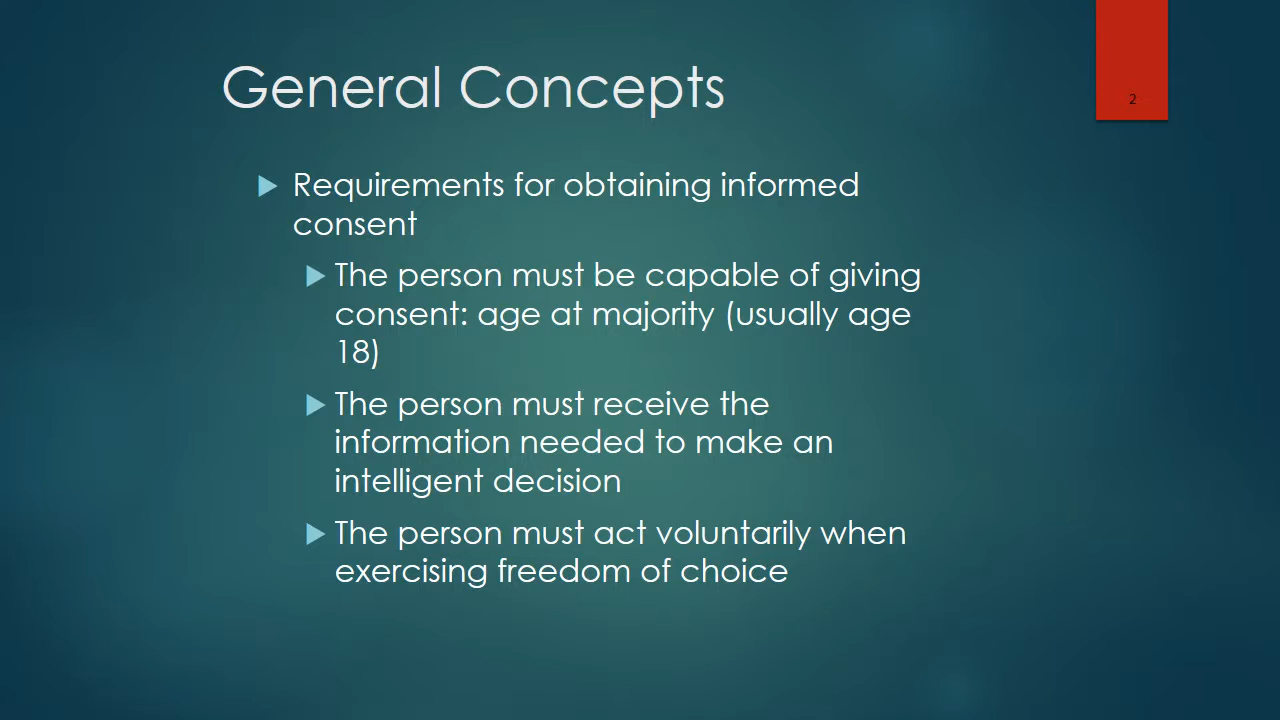 General Concepts
2
Requirements for obtaining informed
consent
The person must be capable of giving
consent: age at majority (usually age
18)
The person must receive the
information needed to make an
intelligent decision
The person must act voluntarily when
exercising freedom of choice